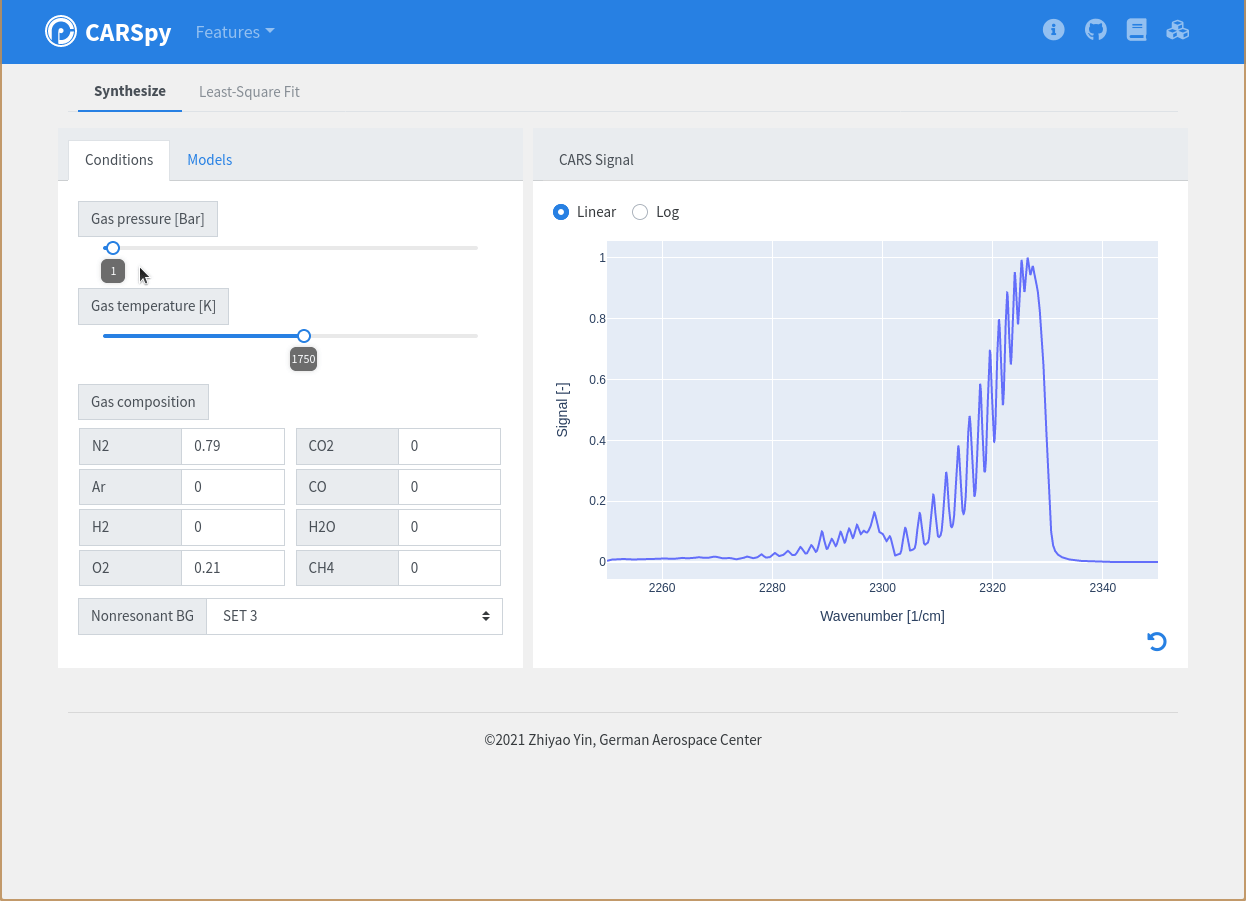 CARSpy Features
Synthesize Least-Square Fit
Conditions Models
Gas pressure [Bar]
1
Gas temperature [K]
1750
Gas composition
N2 0.79 CO2 0
Ar 0 CO 0
H2 0 H2O 0
O2 0.21 CH4 0
Nonresonant BG SET 3
CARS Signal
Linear Log
1
0.8
0.6
0.4
0.2
0
Signal [-]
2260 2280 2300 2320 2340
Wavenumber [1/cm]
©2021 Zhiyao Yin, German Aerospace Center